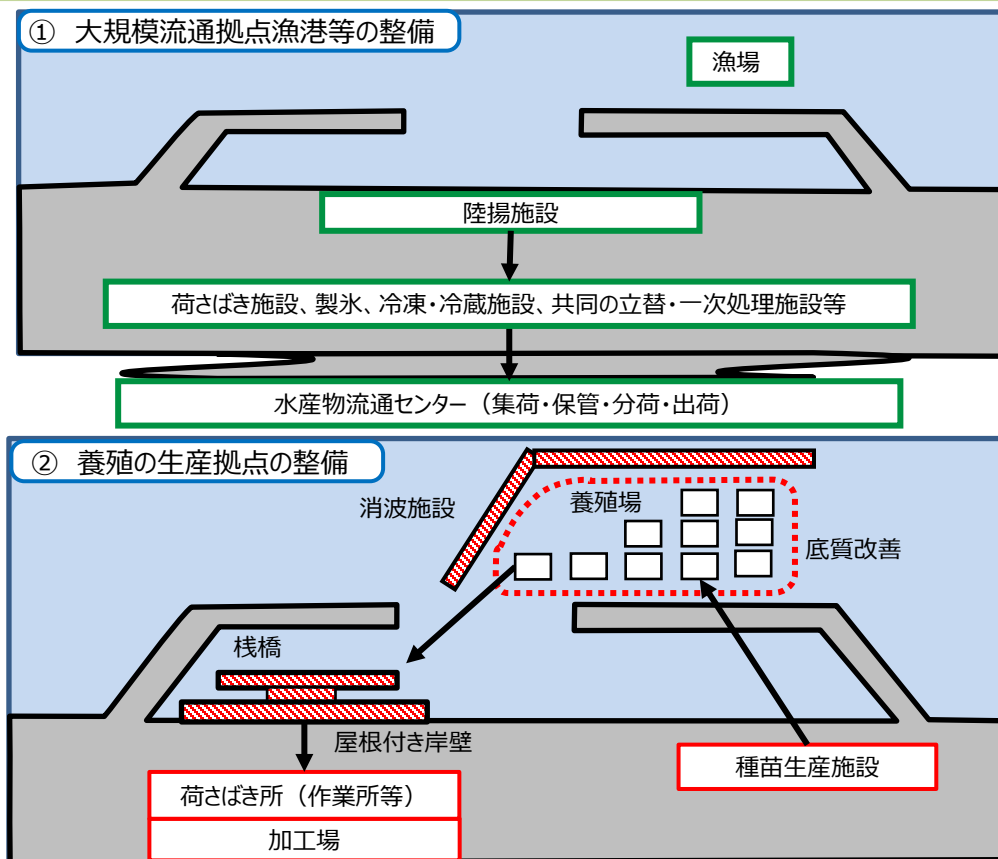 ① 大規模流通拠点漁港等の整備
漁場
陸揚施設
荷さばき施設、製氷、冷凍・冷蔵施設、共同の立替・一次処理施設等
水産物流通センター（集荷・保管・分荷・出荷）
② 養殖の生産拠点の整備
消波施設
養殖場
底質改善
桟橋
屋根付き岸壁
種苗生産施設
荷さばき所（作業所等）
加工場